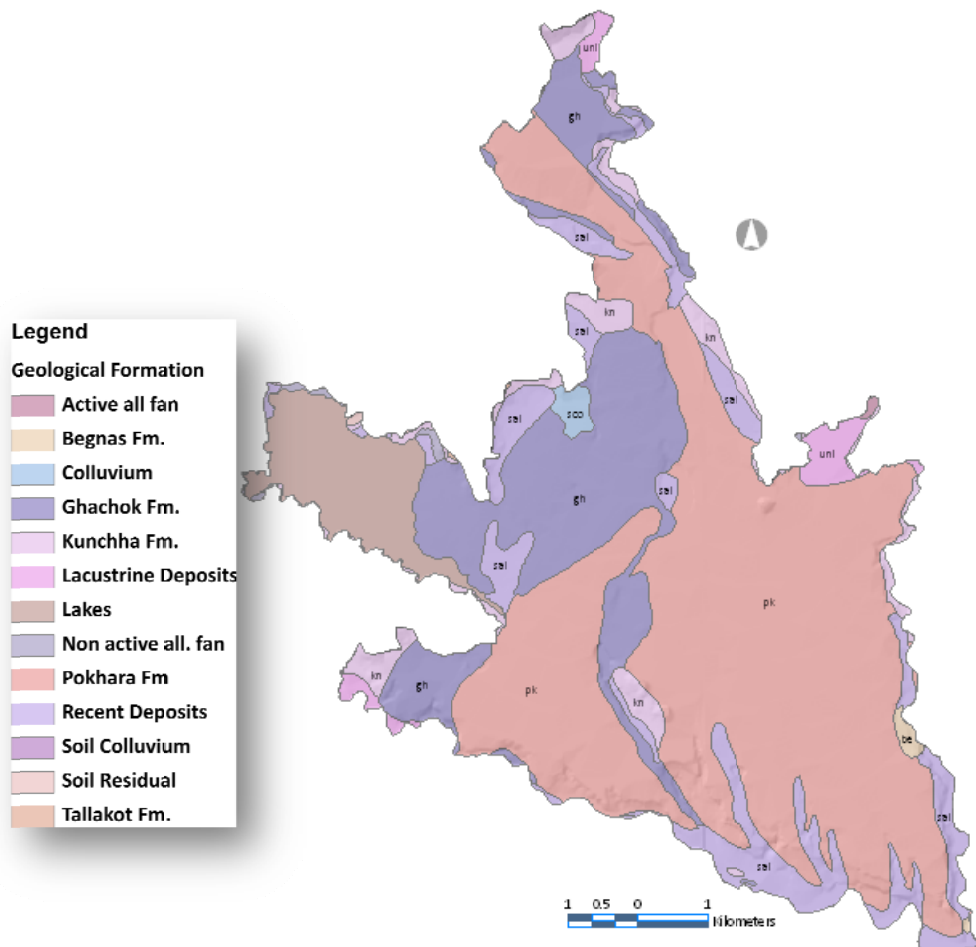 unl
gh
sal
kn
sal
kn
sal
sal
sco
unl
gh
sal
sal
pk
kn
gh
pk
kn
be
sal
sal
Legend
Geological Formation
Active all fan
Begnas Fm.
Colluvium
Ghachok Fm.
Kunchha Fm.
Lacustrine Deposits
Lakes
Non active all. fan
Pokhara Fm
Recent Deposits
Soil Colluvium
Soil Residual
Tallakot Fm.
1 0.5 0 1
Kilometers